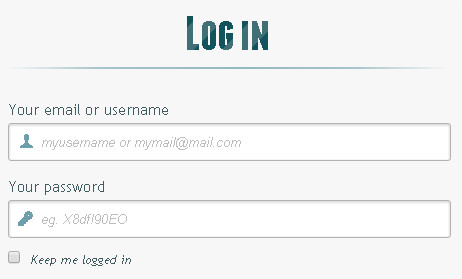 LOG IN
Your email or username
myusername or mymail@mail.com
Your password
eg. X8df!90EO
Keep me logged in